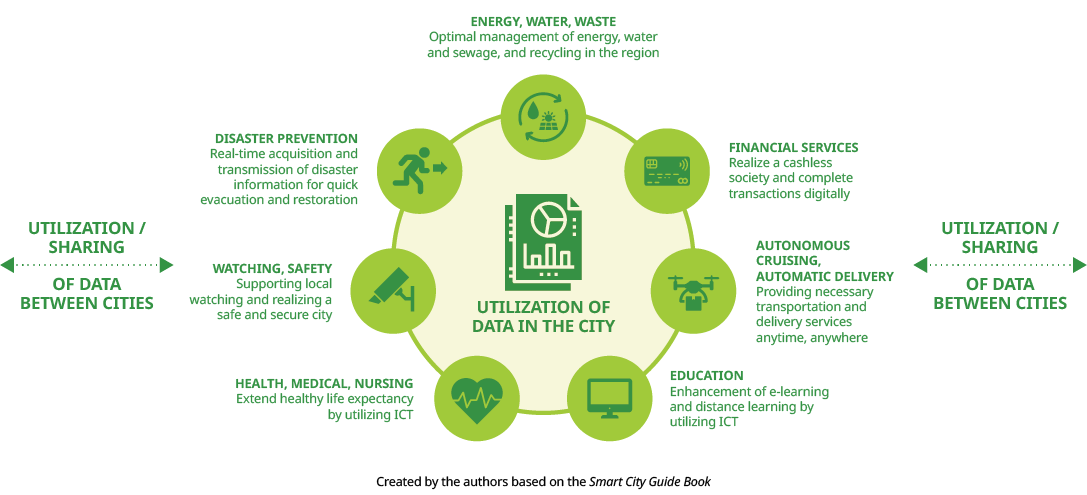 ENERGY, WATER, WASTE
Optimal management of energy, water
and sewage, and recycling in the region
DISASTER PREVENTION
Real-time acquisition and
transmission of disaster
information for quick
evacuation and restoration
FINANCIAL SERVICES
Realize a cashless
society and complete
transactions digitally
UTILIZATION /
SHARING
OF DATA
BETWEEN CITIES
WATCHING, SAFETY
Supporting local
watching and realizing a
safe and secure city
UTILIZATION OF
DATA IN THE CITY
AUTONOMOUS
CRUISING,
AUTOMATIC DELIVERY
Providing necessary
transportation and
delivery services
anytime, anywhere
UTILIZATION /
SHARING
OF DATA
BETWEEN CITIES
HEALTH, MEDICAL, NURSING
Extend healthy life expectancy
by utilizing ICT
EDUCATION
Enhancement of e-learning
and distance learning by
utilizing ICT
Created by the authors based on the Smart City Guide Book